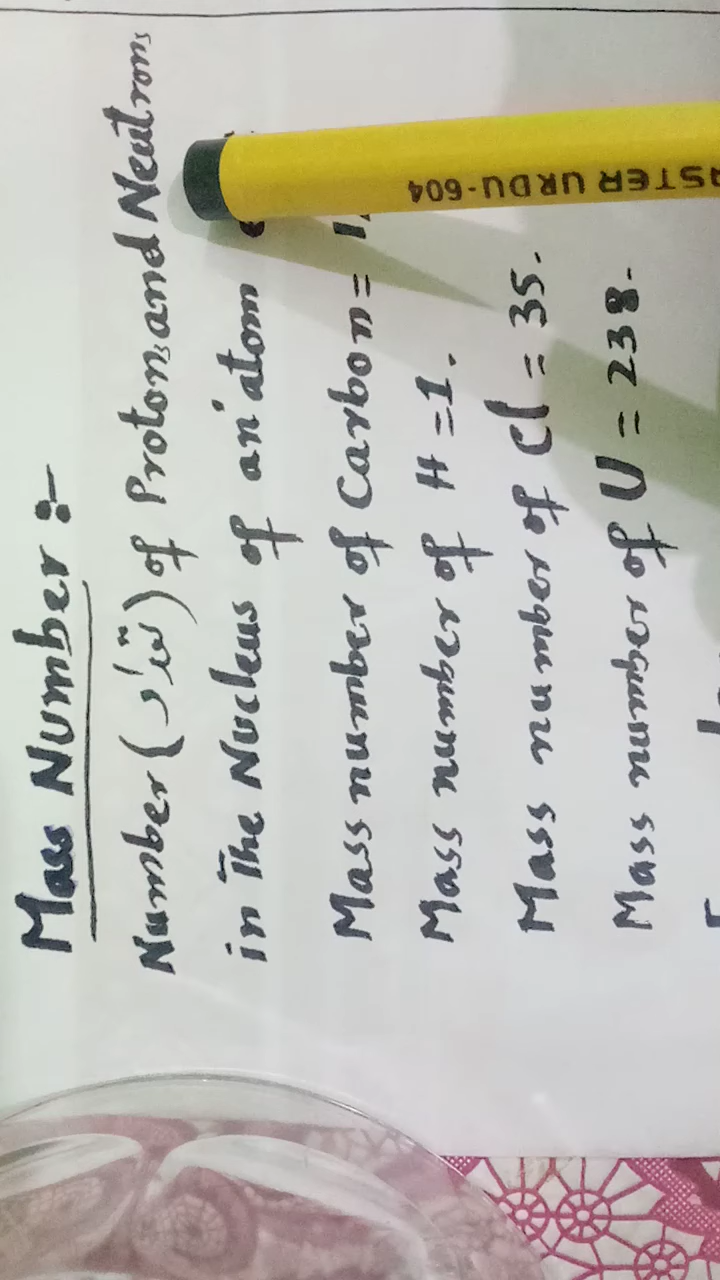 Mass Number :-
Number (تعداد) of Protons and Neutrons
in The Nucleus of an atom
Mass number of Carbon =
Mass number of H = 1.
Mass number of Cl = 35.
Mass number of U = 238.
ASTER URDU-604